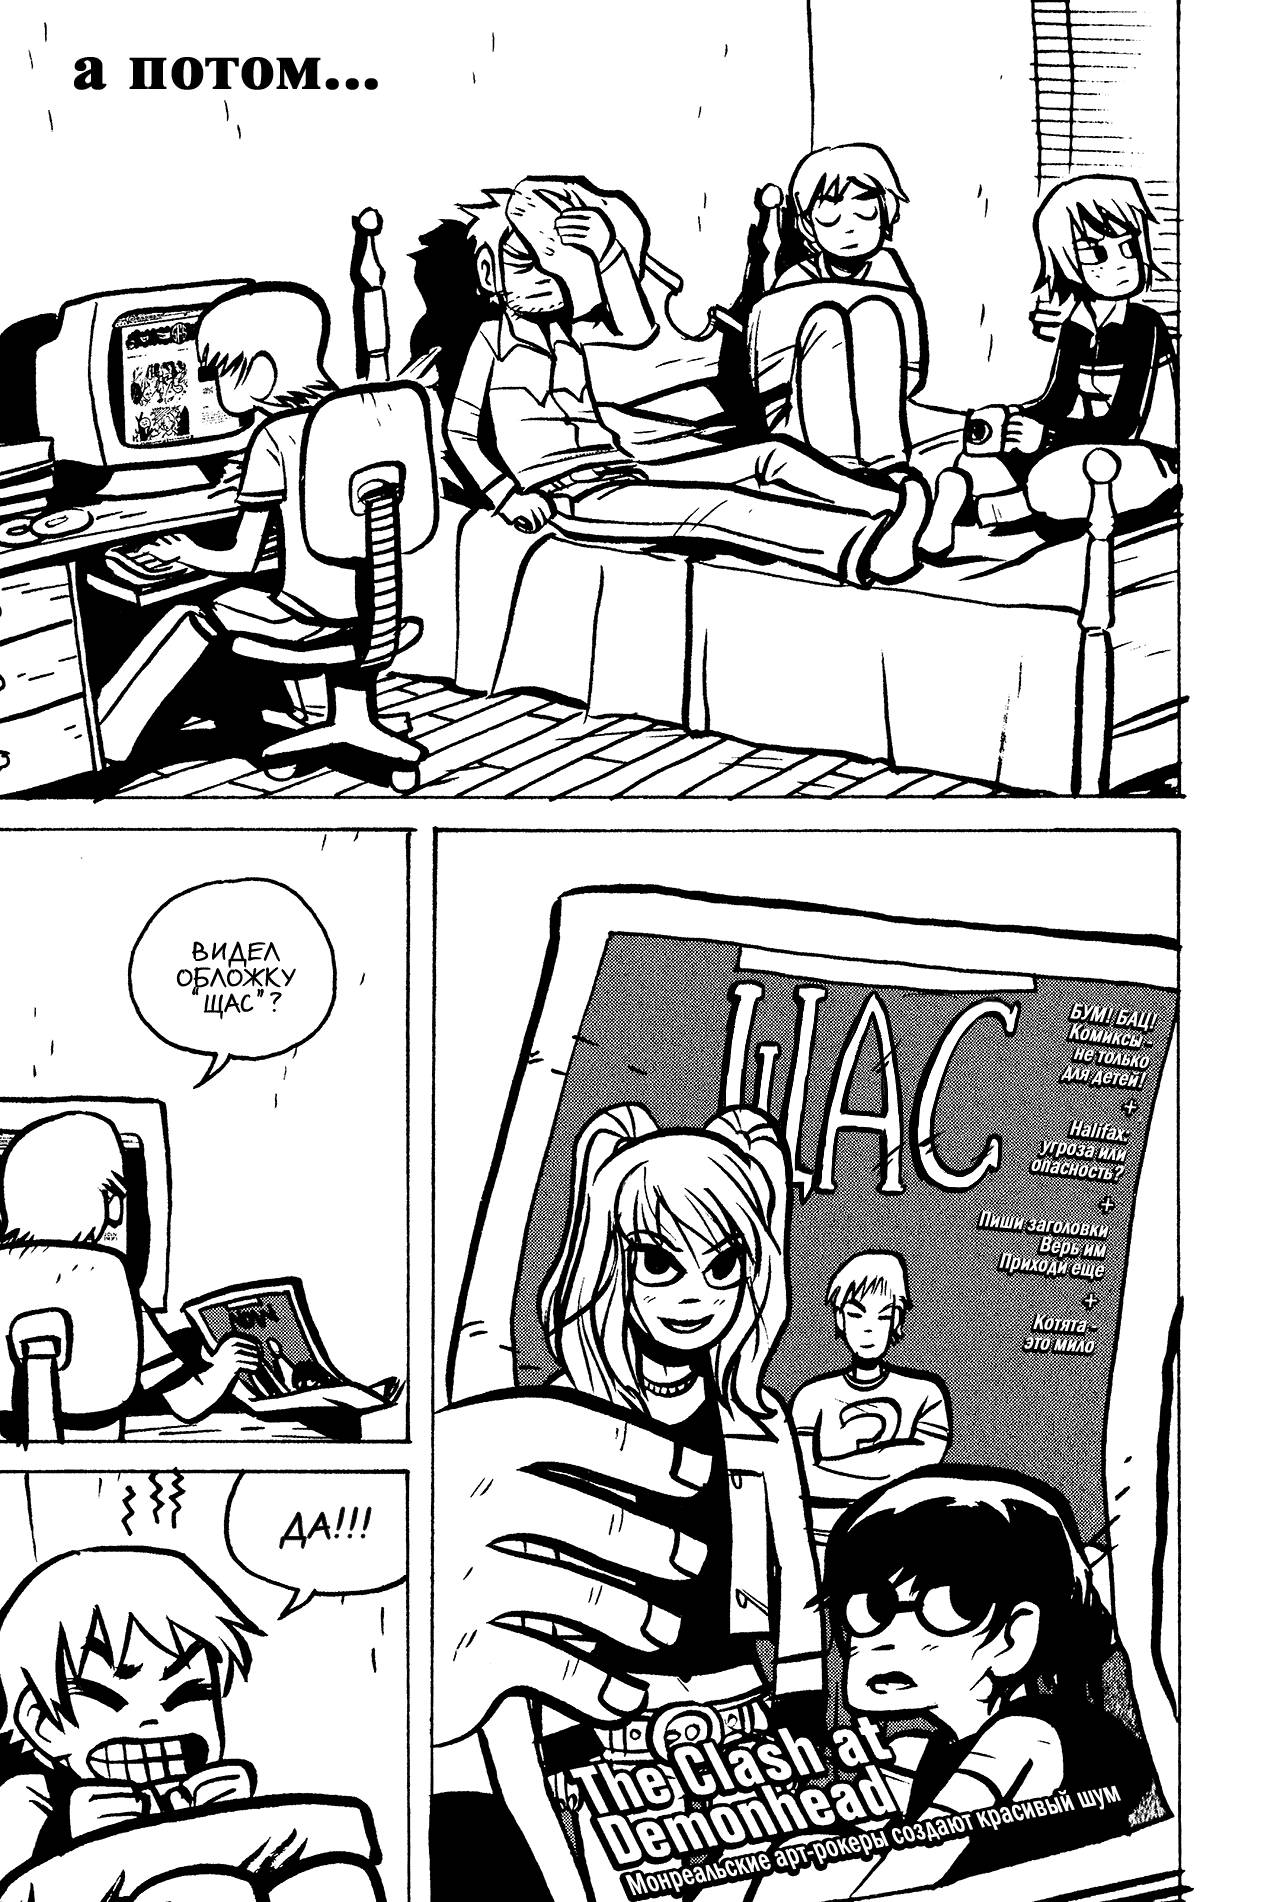 а потом...
ВИДЕЛ
ОБЛОЖКУ
"ЩАС"?
ДА!!!
ЩАС
БУМ! БАЦ!
Комиксы -
не только
для детей!
+
Halifax:
угроза или
опасность?
+
Пиши заголовки
Верь им
Приходи еще
+
Котята -
это мило
The Clash at
Demonhead
Монреальские арт-рокеры создают красивый шум
NOW